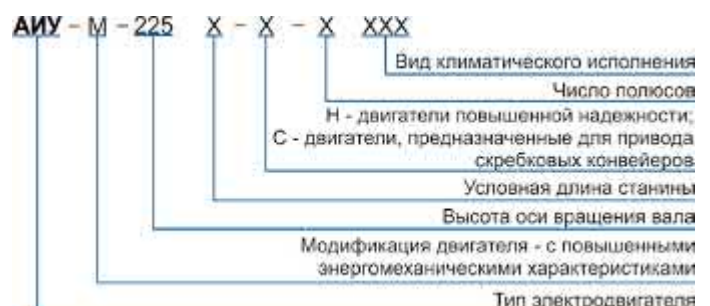 АИУ - М - 225 Х - Х - Х ХХХ
Вид климатического исполнения
Число полюсов
Н - двигатели повышенной надежности;
С - двигатели, предназначенные для привода
скребковых конвейеров
Условная длина станины
Высота оси вращения вала
Модификация двигателя - с повышенными
энергомеханическими характеристиками
Тип электродвигателя